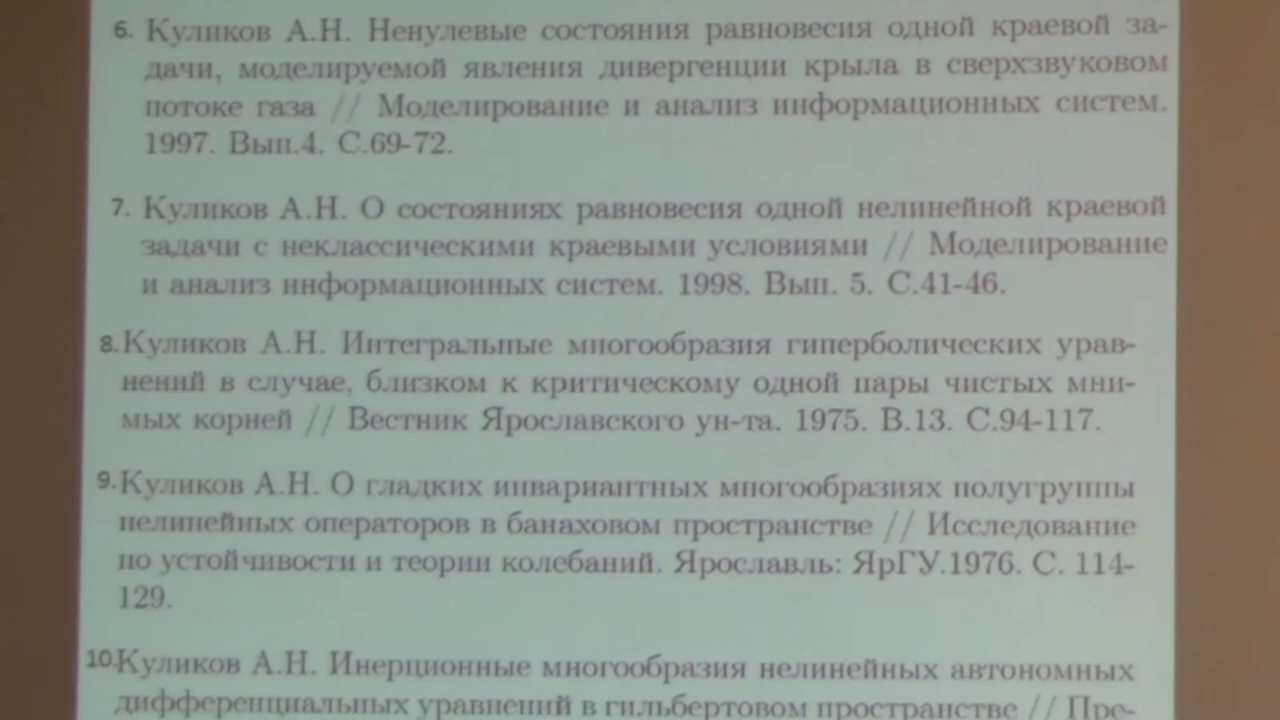 6. Куликов А.Н. Ненулевые состояния равновесия одной краевой за-
дачи, моделируемой явления дивергенции крыла в сверхзвуковом
потоке газа // Моделирование и анализ информационных систем.
1997. Вып.4. С.69-72.
7. Куликов А.Н. О состояниях равновесия одной нелинейной краевой
задачи с неклассическими краевыми условиями // Моделирование
и анализ информационных систем. 1998. Вып. 5. С.41-46.
8.Куликов А.Н. Интегральные многообразия гиперболических урав-
нений в случае, близком к критическому одной пары чистых мни-
мых корней // Вестник Ярославского ун-та. 1975. В.13. С.94-117.
9.Куликов А.Н. О гладких инвариантных многообразиях полугруппы
нелинейных операторов в банаховом пространстве // Исследование
по устойчивости и теории колебаний. Ярославль: ЯрГУ.1976. С. 114-
129.
10.Куликов А.Н. Инерционные многообразия нелинейных автономных
дифференциальных уравнений в гильбертовом пространстве // Пре-